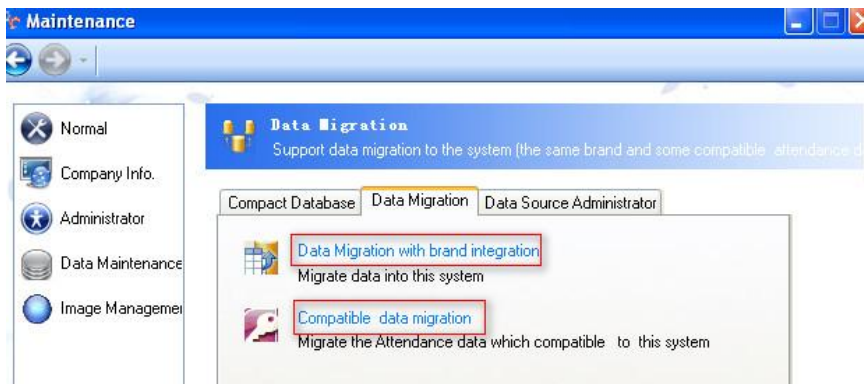 Maintenance
Normal
Company Info.
Administrator
Data Maintenance
Image Managemei
Data Migration
Support data migration to the system (the same brand and some compatible attendance d
Compact Database
Data Migration
Data Source Administrator
Data Migration with brand integration
Migrate data into this system
Compatible data migration
Migrate the Attendance data which compatible to this system